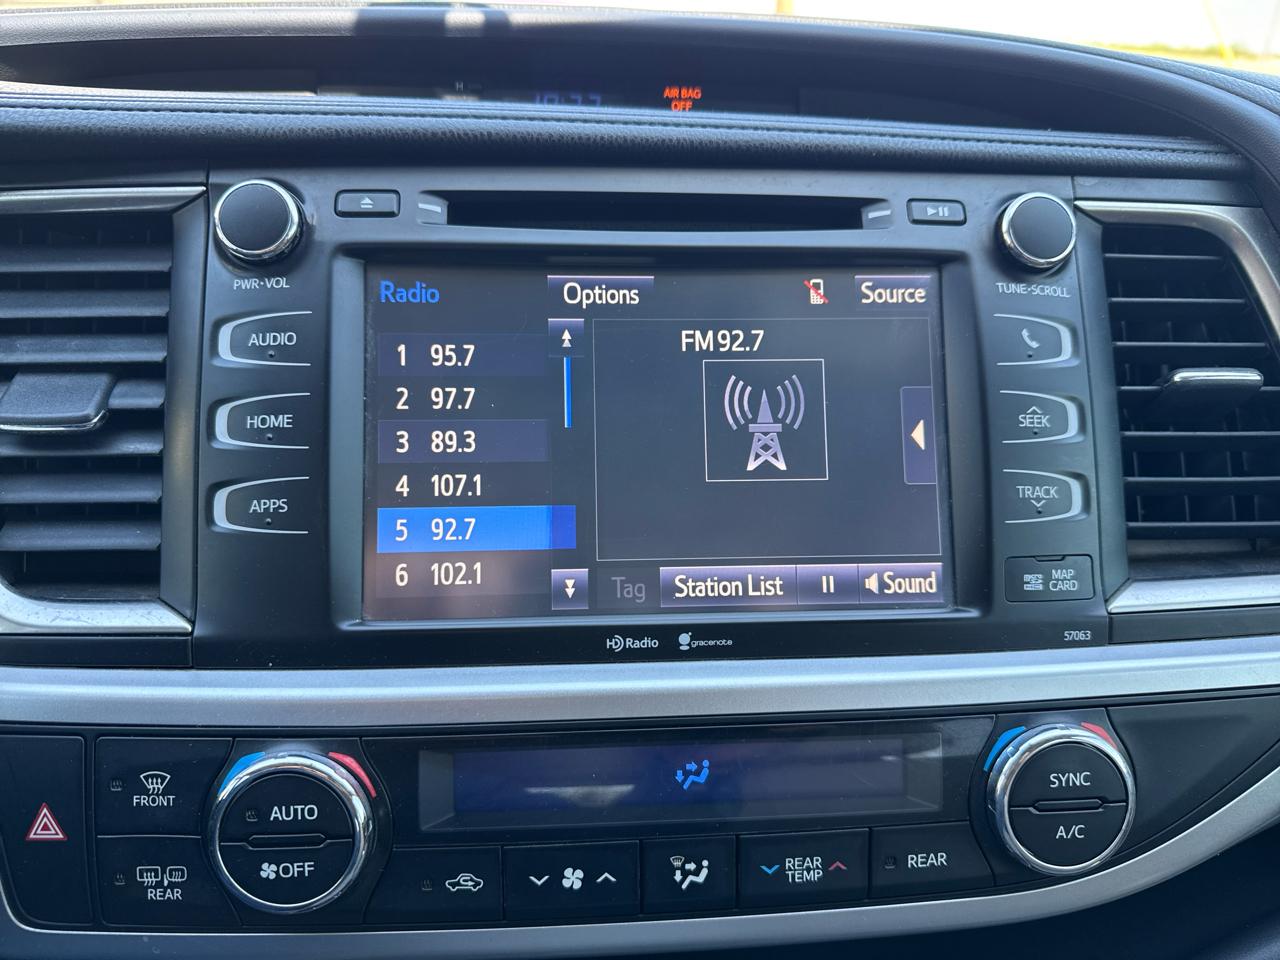 H
AIR BAG
OFF
PWR•VOL
TUNE•SCROLL
AUDIO
HOME
APPS
Radio
Options
Source
1 95.7
2 97.7
3 89.3
4 107.1
5 92.7
6 102.1
FM 92.7
Tag
Station List
Sound
SEEK
TRACK
MAP
CARD
57063
HD Radio
gracenote
FRONT
REAR
AUTO
OFF
REAR
TEMP
REAR
SYNC
A/C